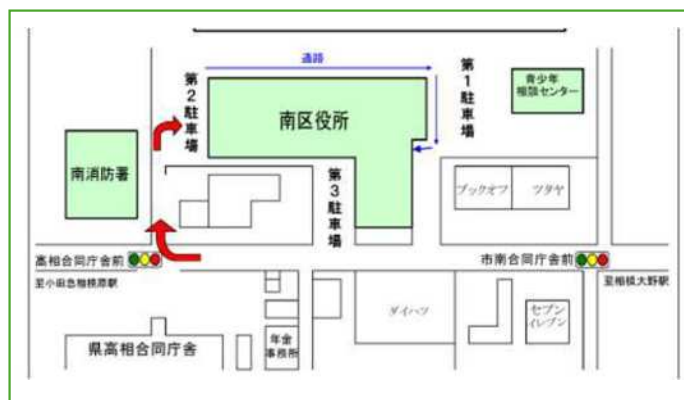 通路
第2駐車場
第1駐車場
青少年
相談センター
南区役所
南消防署
第3駐車場
ブックオフ
ツタヤ
高相合同庁舎前
市南合同庁舎前
至小田急相模原駅
至相模大野駅
ダイハツ
セブン
イレブン
年金
事務所
県高相合同庁舎